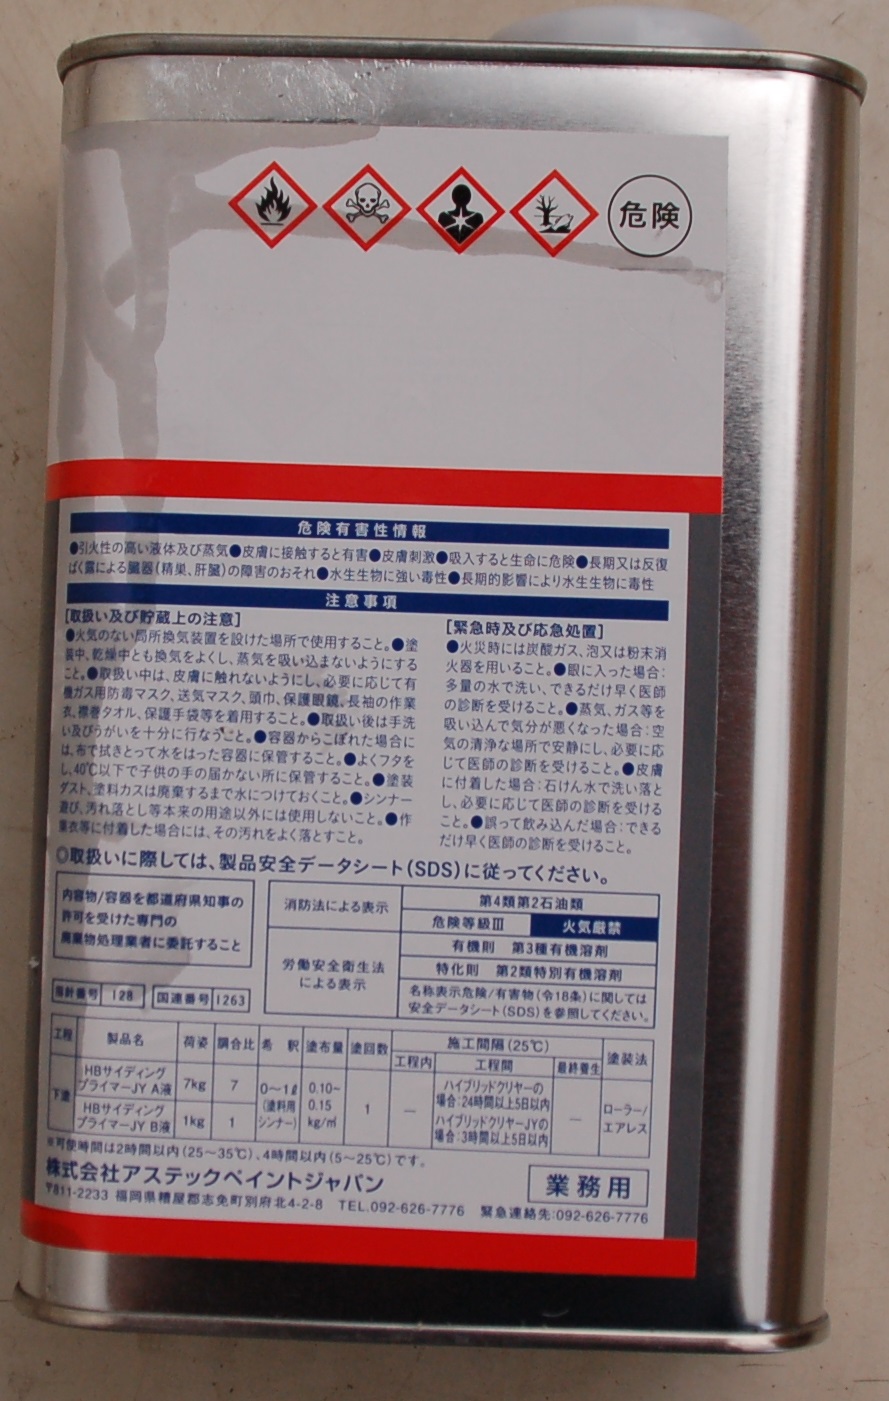 危険
危険有害性情報
●引火性の高い液体及び蒸気●皮膚に接触すると有害●皮膚刺激●吸入すると生命に危険●長期又は反復
ばく露による臓器(精巣、肝臓)の障害のおそれ●水生生物に強い毒性●長期的影響により水生生物に毒性
注意事項
[取扱い及び貯蔵上の注意]
●火気のない局所換気装置を設けた場所で使用すること。●塗
装中、乾燥中とも換気をよくし、蒸気を吸い込まないようにする
こと。●取扱い中は、皮膚に触れないようにし、必要に応じて有
機ガス用防毒マスク、送気マスク、頭巾、保護眼鏡、長袖の作業
衣、襟巻タオル、保護手袋等を着用すること。●取扱い後は手洗
い及びうがいを十分に行なうこと。●容器からこぼれた場合に
は、布で拭きとって水をはった容器に保管すること。●よくフタを
し、40℃以下で子供の手の届かない所に保管すること。●塗装
ダスト、塗料カスは廃棄するまで水につけておくこと。●シンナー
遊び、汚れ落とし等本来の用途以外には使用しないこと。●作
業衣等に付着した場合には、その汚れをよく落とすこと。
[緊急時及び応急処置]
●火災時には炭酸ガス、泡又は粉末消
火器を用いること。●眼に入った場合:
多量の水で洗い、できるだけ早く医師
の診断を受けること。●蒸気、ガス等を
吸い込んで気分が悪くなった場合:空
気の清浄な場所で安静にし、必要に応
じて医師の診断を受けること。●皮膚
に付着した場合:石けん水で洗い落と
し、必要に応じて医師の診断を受ける
こと。●誤って飲み込んだ場合:できる
だけ早く医師の診断を受けること。
◎取扱いに際しては、製品安全データシート(SDS)に従ってください。
内容物/容器を都道府県知事の
許可を受けた専門の
廃棄物処理業者に委託すること
指針番号 128 国連番号 1263
消防法による表示
第4類第2石油類
危険等級Ⅲ 火気厳禁
労働安全衛生法
による表示
有機則 第3種有機溶剤
特化則 第2類特別有機溶剤
名称表示危険/有害物(令18条)に関しては
安全データシート(SDS)を参照してください。
工程 製品名 荷姿 調合比 希釈 塗布量 塗回数 施工間隔(25℃) 塗装法
工程内 工程間 最終養生
下塗
HBサイディング
プライマーJY A液 7kg 7
HBサイディング
プライマーJY B液 1kg 1
0~1ℓ
(塗料用
シンナー)
0.10~
0.15
kg/㎡
1
—
ハイブリッドクリヤーの
場合:24時間以上5日以内
ハイブリッドクリヤーJYの
場合:3時間以上5日以内
—
ローラー/
エアレス
※可使時間は2時間以内(25~35℃)、4時間以内(5~25℃)です。
株式会社アステックペイントジャパン
業務用
〒811-2233 福岡県糟屋郡志免町別府北4-2-8 TEL.092-626-7776 緊急連絡先:092-626-7776